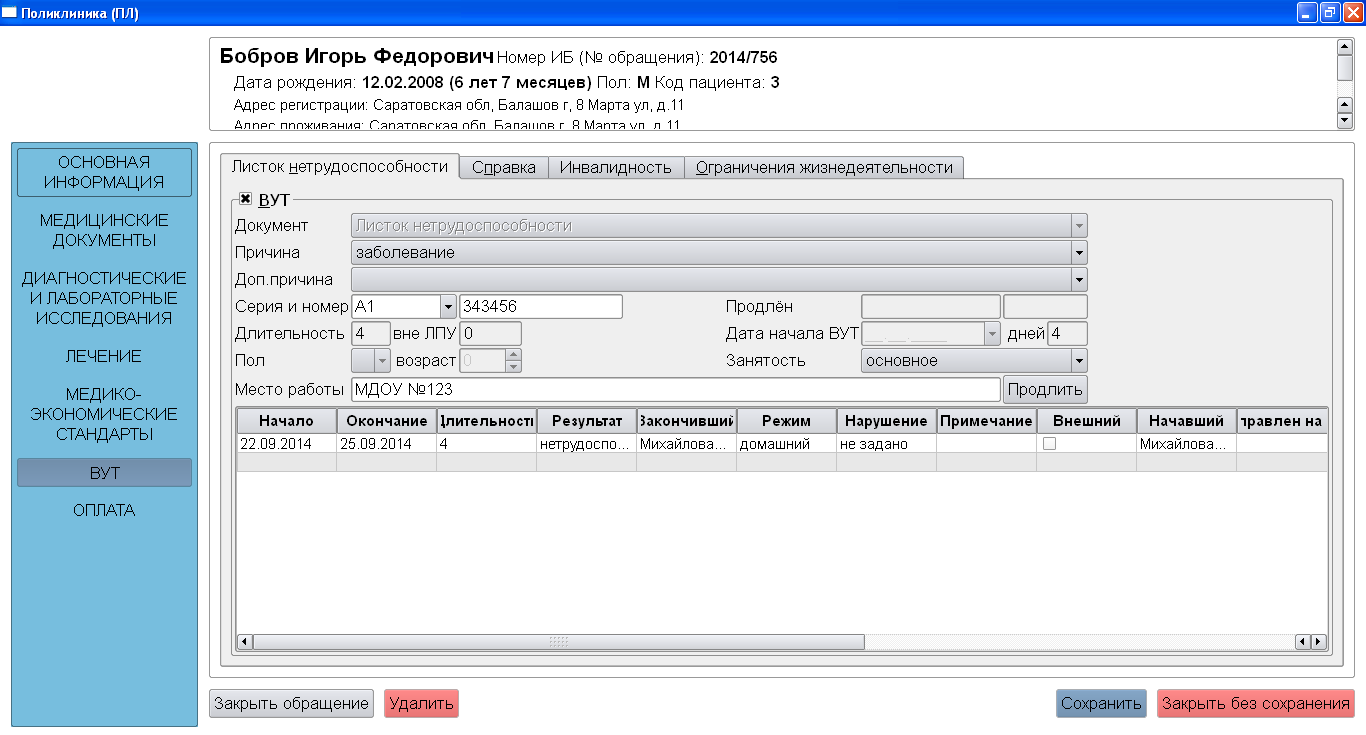 Поликлиника (ПЛ)
Бобров Игорь Федорович Номер ИБ (№ обращения): 2014/756
Дата рождения: 12.02.2008 (6 лет 7 месяцев) Пол: М Код пациента: 3
Адрес регистрации: Саратовская обл, Балашов г, 8 Марта ул, д.11
Адрес проживания: Саратовская обл, Балашов г, 8 Марта ул, д.11
ОСНОВНАЯ
ИНФОРМАЦИЯ
МЕДИЦИНСКИЕ
ДОКУМЕНТЫ
ДИАГНОСТИЧЕСКИЕ
И ЛАБОРАТОРНЫЕ
ИССЛЕДОВАНИЯ
ЛЕЧЕНИЕ
МЕДИКО-
ЭКОНОМИЧЕСКИЕ
СТАНДАРТЫ
ВУТ
ОПЛАТА
Листок нетрудоспособности Справка Инвалидность Ограничения жизнедеятельности
ВУТ
Документ Листок нетрудоспособности
Причина заболевание
Доп.причина
Серия и номер А1 343456 Продлён
Длительность 4 вне ЛПУ 0 Дата начала ВУТ __.__.____ дней 4
Пол возраст 0 Занятость основное
Место работы МДОУ №123 Продлить
Начало Окончание длительность Результат Закончивший Режим Нарушение Примечание Внешний Начавший правлен на
22.09.2014 25.09.2014 4 нетрудоспо... Михайлова... домашний не задано Михайлова...
Закрыть обращение Удалить Сохранить Закрыть без сохранения